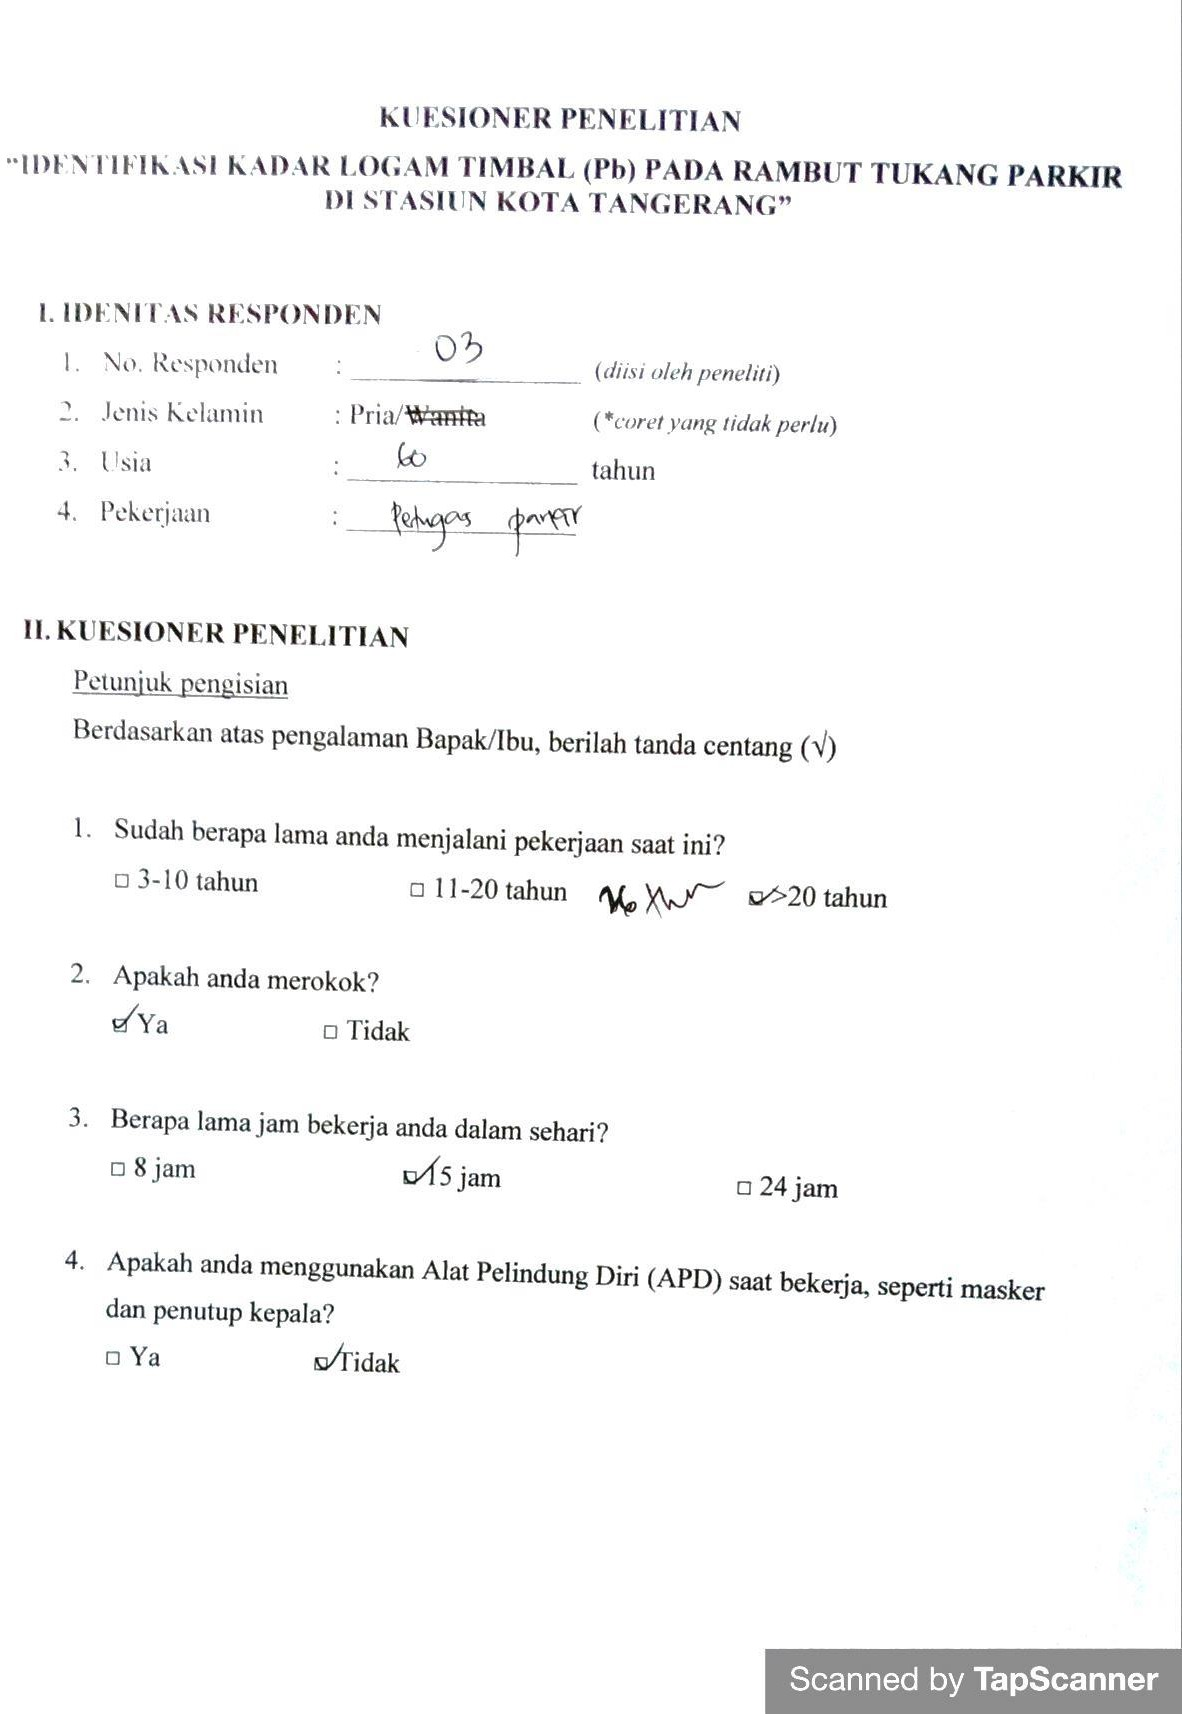 KUESIONER PENELITIAN
“IDENTIFIKASI KADAR LOGAM TIMBAL (Pb) PADA RAMBUT TUKANG PARKIR
DI STASIUN KOTA TANGERANG”
I. IDENITAS RESPONDEN
1. No. Responden : 03 (diisi oleh peneliti)
2. Jenis Kelamin : Pria/Wanita (*coret yang tidak perlu)
3. Usia : 60 tahun
4. Pekerjaan : Petugas parkir
II. KUESIONER PENELITIAN
Petunjuk pengisian
Berdasarkan atas pengalaman Bapak/Ibu, berilah tanda centang (√)
1. Sudah berapa lama anda menjalani pekerjaan saat ini?
□ 3-10 tahun □ 11-20 tahun ☑ >20 tahun
2. Apakah anda merokok?
☑ Ya □ Tidak
3. Berapa lama jam bekerja anda dalam sehari?
□ 8 jam ☑ 15 jam □ 24 jam
4. Apakah anda menggunakan Alat Pelindung Diri (APD) saat bekerja, seperti masker
dan penutup kepala?
□ Ya ☑ Tidak
Scanned by TapScanner